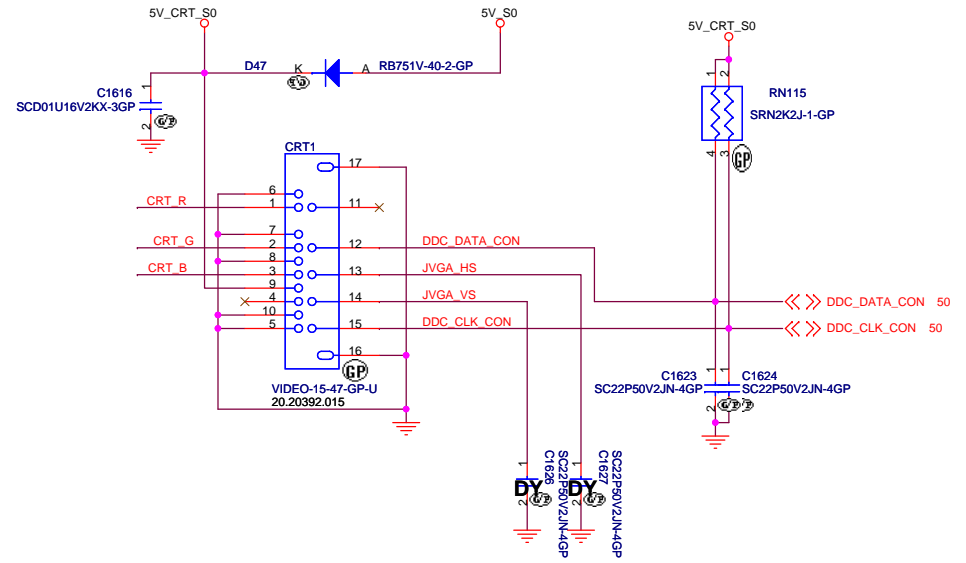 5V_CRT_S0
5V_S0
5V_CRT_S0
D47
K
A
RB751V-40-2-GP
C1616
SCD01U16V2KX-3GP
1
2
G/P
1
2
RN115
SRN2K2J-1-GP
4
3
GP
CRT1
17
6
CRT_R
1
11
7
CRT_G
2
12
DDC_DATA_CON
8
CRT_B
3
13
JVGA_HS
9
4
14
JVGA_VS
10
5
15
DDC_CLK_CON
16
GP
DDC_DATA_CON 50
DDC_CLK_CON 50
VIDEO-15-47-GP-U
20.20392.015
C1623
SC22P50V2JN-4GP
1
2
C1624
SC22P50V2JN-4GP
1
G/P
1
2
DY
G/P
C1626
SC22P50V2JN-4GP
1
2
DY
G/P
C1627
SC22P50V2JN-4GP